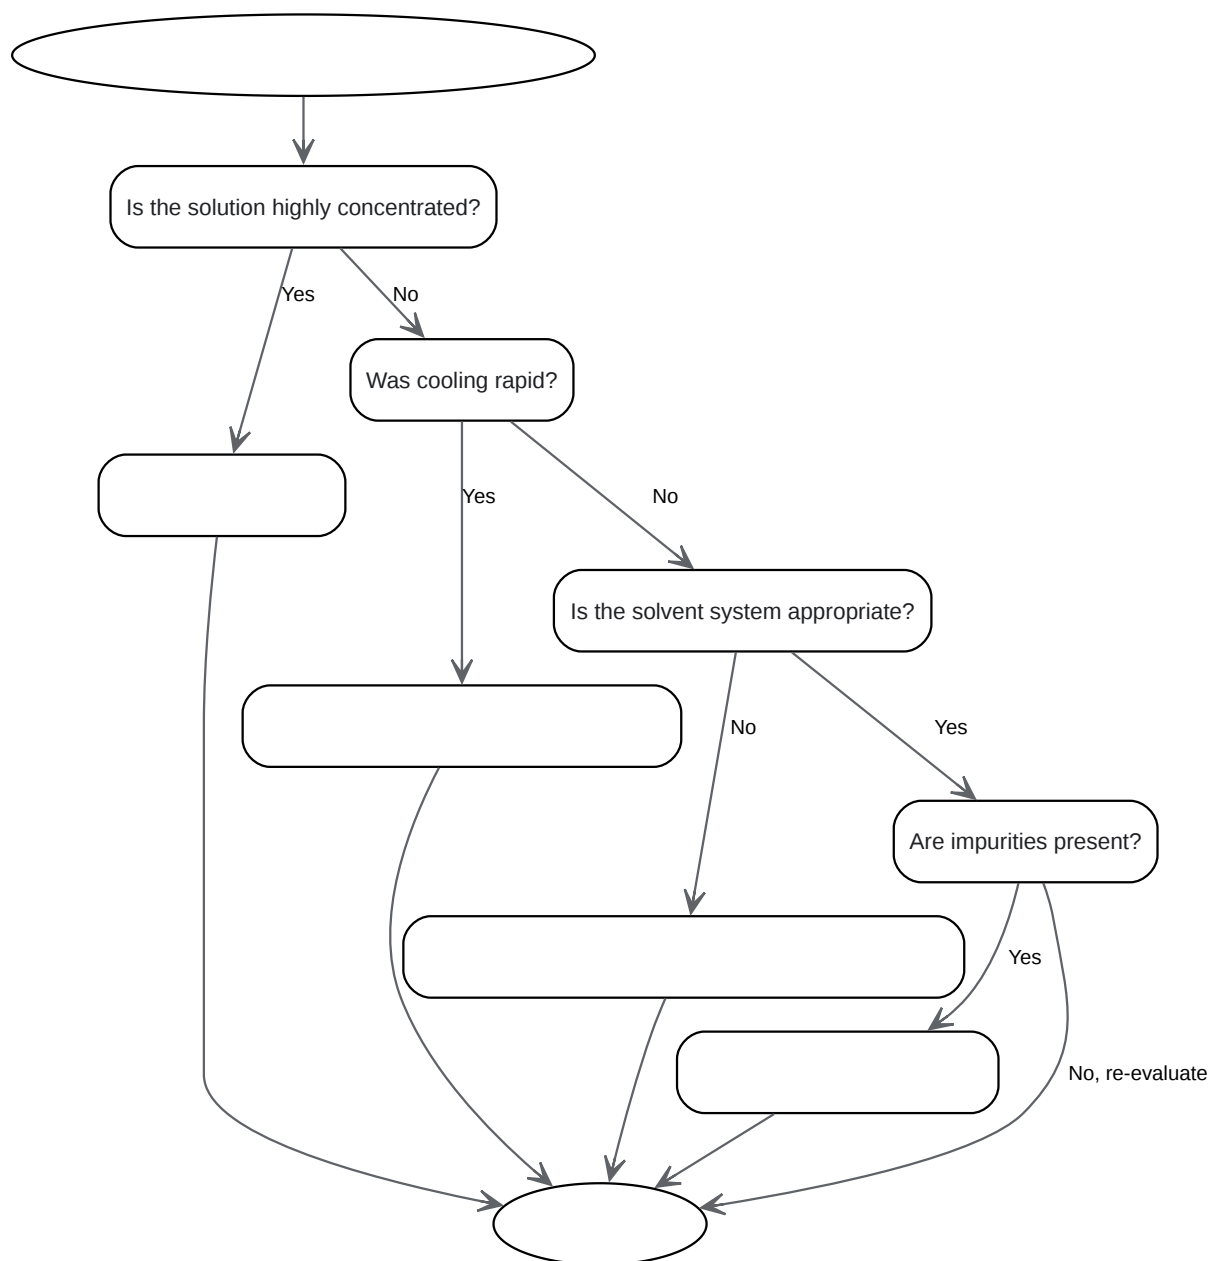 Is the solution highly concentrated?
Yes
No
Was cooling rapid?
Yes
No
Is the solvent system appropriate?
No
Yes
Are impurities present?
Yes
No, re-evaluate